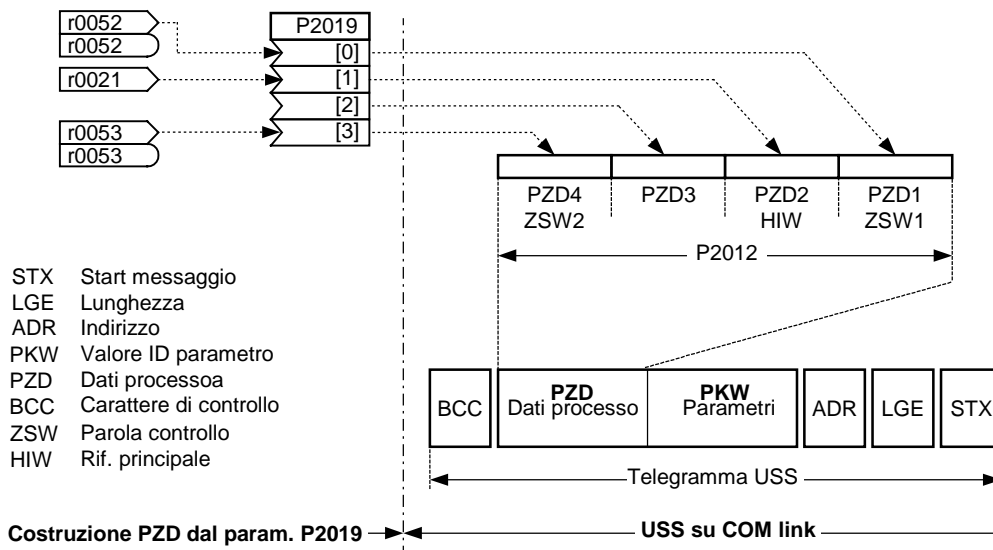 r0052
r0052
r0021
r0053
r0053
P2019
[0]
[1]
[2]
[3]
PZD4 PZD3 PZD2 PZD1
ZSW2 HIW ZSW1
P2012
STX Start messaggio
LGE Lunghezza
ADR Indirizzo
PKW Valore ID parametro
PZD Dati processoa
BCC Carattere di controllo
ZSW Parola controllo
HIW Rif. principale
BCC
PZD
Dati processo
PKW
Parametri
ADR
LGE
STX
Telegramma USS
Costruzione PZD dal param. P2019
USS su COM link